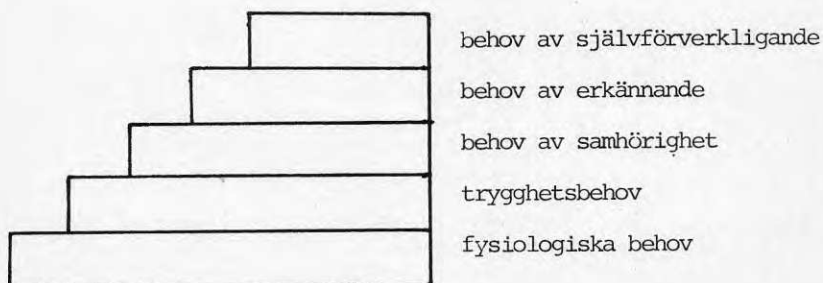 behov av självförverkligande
behov av erkännande
behov av samhörighet
trygghetsbehov
fysiologiska behov